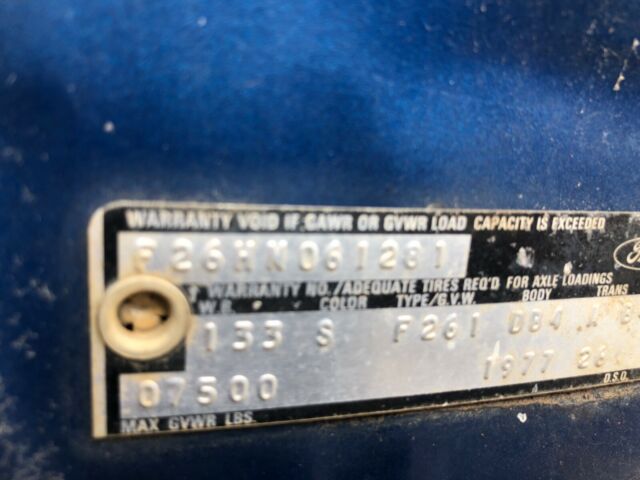 WARRANTY VOID IF GAWR OR GVWR LOAD CAPACITY IS EXCEEDED
F26HN061281
WARRANTY NO./ADEQUATE TIRES REQ'D FOR AXLE LOADINGS
W.B. COLOR TYPE/G.V.W. BODY TRANS
133 S F261 DB4
07500 1977
MAX GVWR LBS. D.S.O.